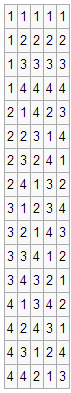 1 1 1 1 1
1 2 2 2 2
1 3 3 3 3
1 4 4 4 4
2 1 4 2 3
2 2 3 1 4
2 3 2 4 1
2 4 1 3 2
3 1 2 3 4
3 2 1 4 3
3 3 4 1 2
3 4 3 2 1
4 1 3 4 2
4 2 4 3 1
4 3 1 2 4
4 4 2 1 3